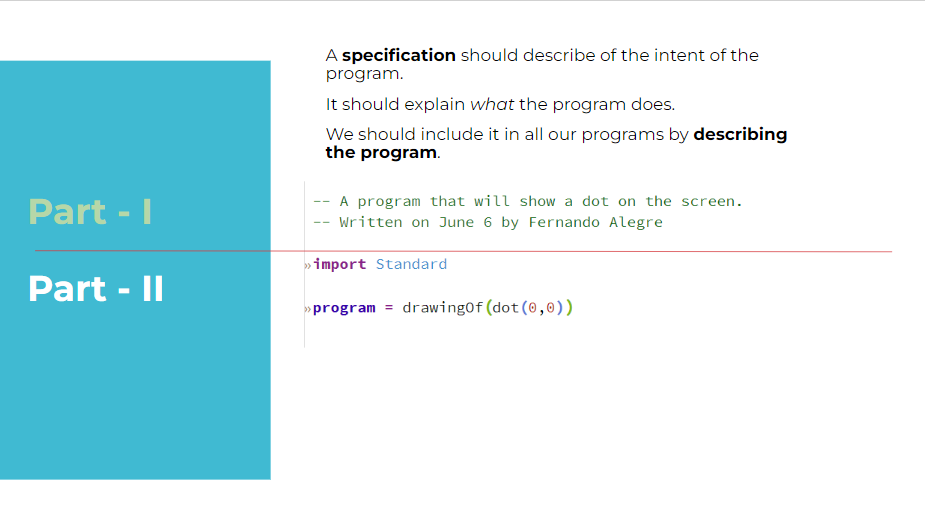 A specification should describe of the intent of the
program.
It should explain what the program does.
We should include it in all our programs by describing
the program.
Part - I
Part - II
-- A program that will show a dot on the screen.
-- Written on June 6 by Fernando Alegre
»import Standard
»program = drawingOf(dot(0,0))